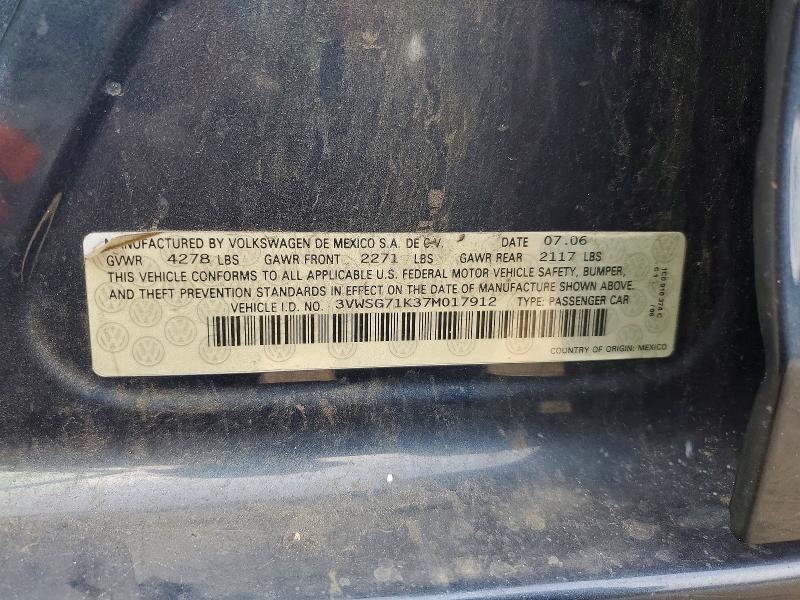 MANUFACTURED BY VOLKSWAGEN DE MEXICO S.A. DE C.V. DATE 07.06
GVWR 4278 LBS GAWR FRONT 2271 LBS GAWR REAR 2117 LBS
THIS VEHICLE CONFORMS TO ALL APPLICABLE U.S. FEDERAL MOTOR VEHICLE SAFETY, BUMPER,
AND THEFT PREVENTION STANDARDS IN EFFECT ON THE DATE OF MANUFACTURE SHOWN ABOVE.
VEHICLE I.D. NO. 3VWSG71K37M017912 TYPE: PASSENGER CAR
COUNTRY OF ORIGIN: MEXICO